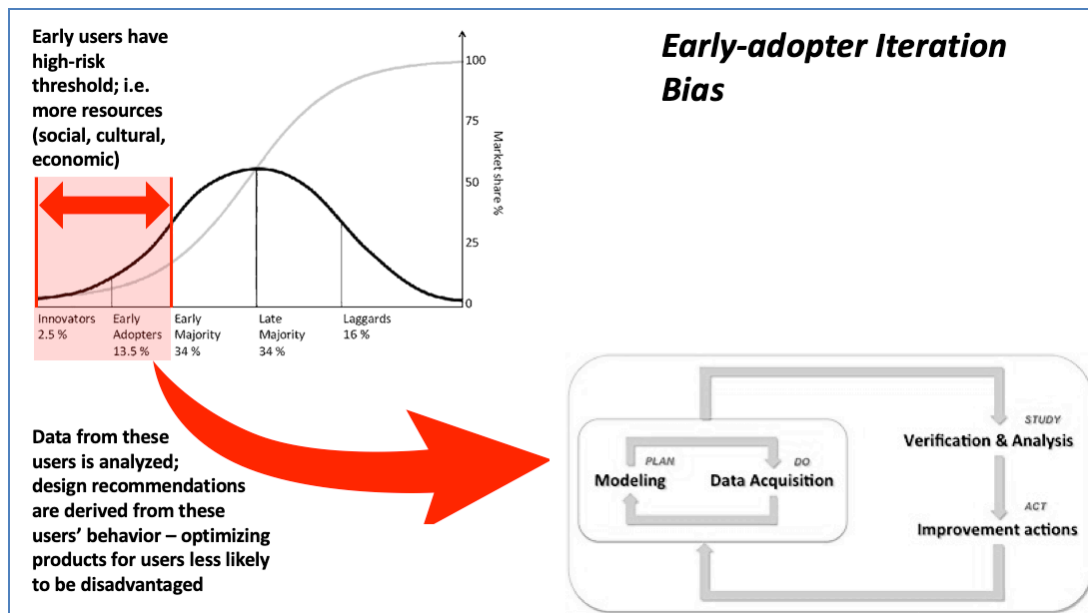 Early-adopter Iteration
Bias
Early users have
high-risk
threshold; i.e.
more resources
(social, cultural,
economic)
100
75
50
25
0
Market share %
Innovators
2.5 %
Early
Adopters
13.5 %
Early
Majority
34 %
Late
Majority
34 %
Laggards
16 %
Data from these
users is analyzed;
design recommendations
are derived from these
users’ behavior – optimizing
products for users less likely
to be disadvantaged
PLAN
Modeling
DO
Data Acquisition
STUDY
Verification & Analysis
ACT
Improvement actions